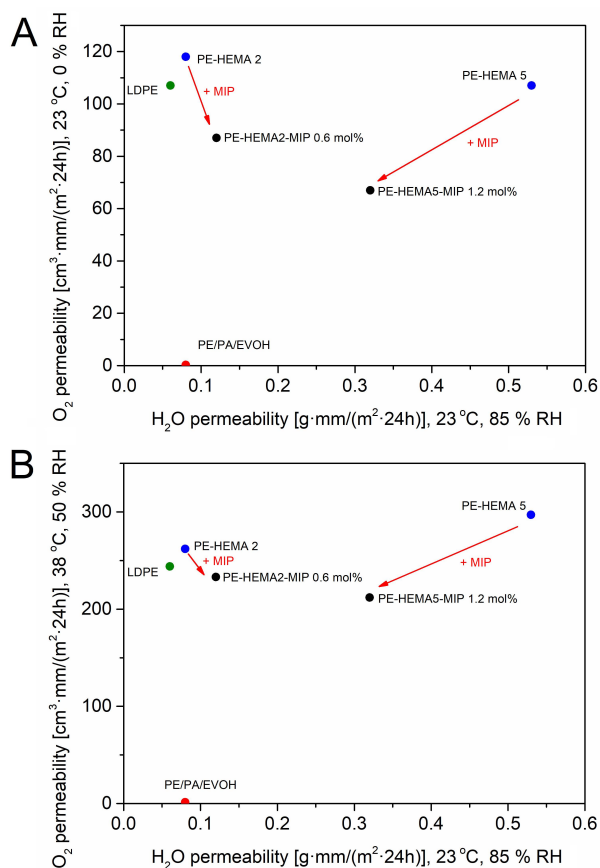 A
O₂ permeability [cm³·mm/(m²·24h)], 23 °C, 0 % RH
120
100
80
60
40
20
0
PE-HEMA 2
LDPE
+ MIP
PE-HEMA2-MIP 0.6 mol%
PE-HEMA 5
+ MIP
PE-HEMA5-MIP 1.2 mol%
PE/PA/EVOH
0.0 0.1 0.2 0.3 0.4 0.5 0.6
H₂O permeability [g·mm/(m²·24h)], 23 °C, 85 % RH
B
O₂ permeability [cm³·mm/(m²·24h)], 38 °C, 50 % RH
300
200
100
0
PE-HEMA 2
LDPE
+ MIP
PE-HEMA2-MIP 0.6 mol%
PE-HEMA 5
+ MIP
PE-HEMA5-MIP 1.2 mol%
PE/PA/EVOH
0.0 0.1 0.2 0.3 0.4 0.5 0.6
H₂O permeability [g·mm/(m²·24h)], 23 °C, 85 % RH